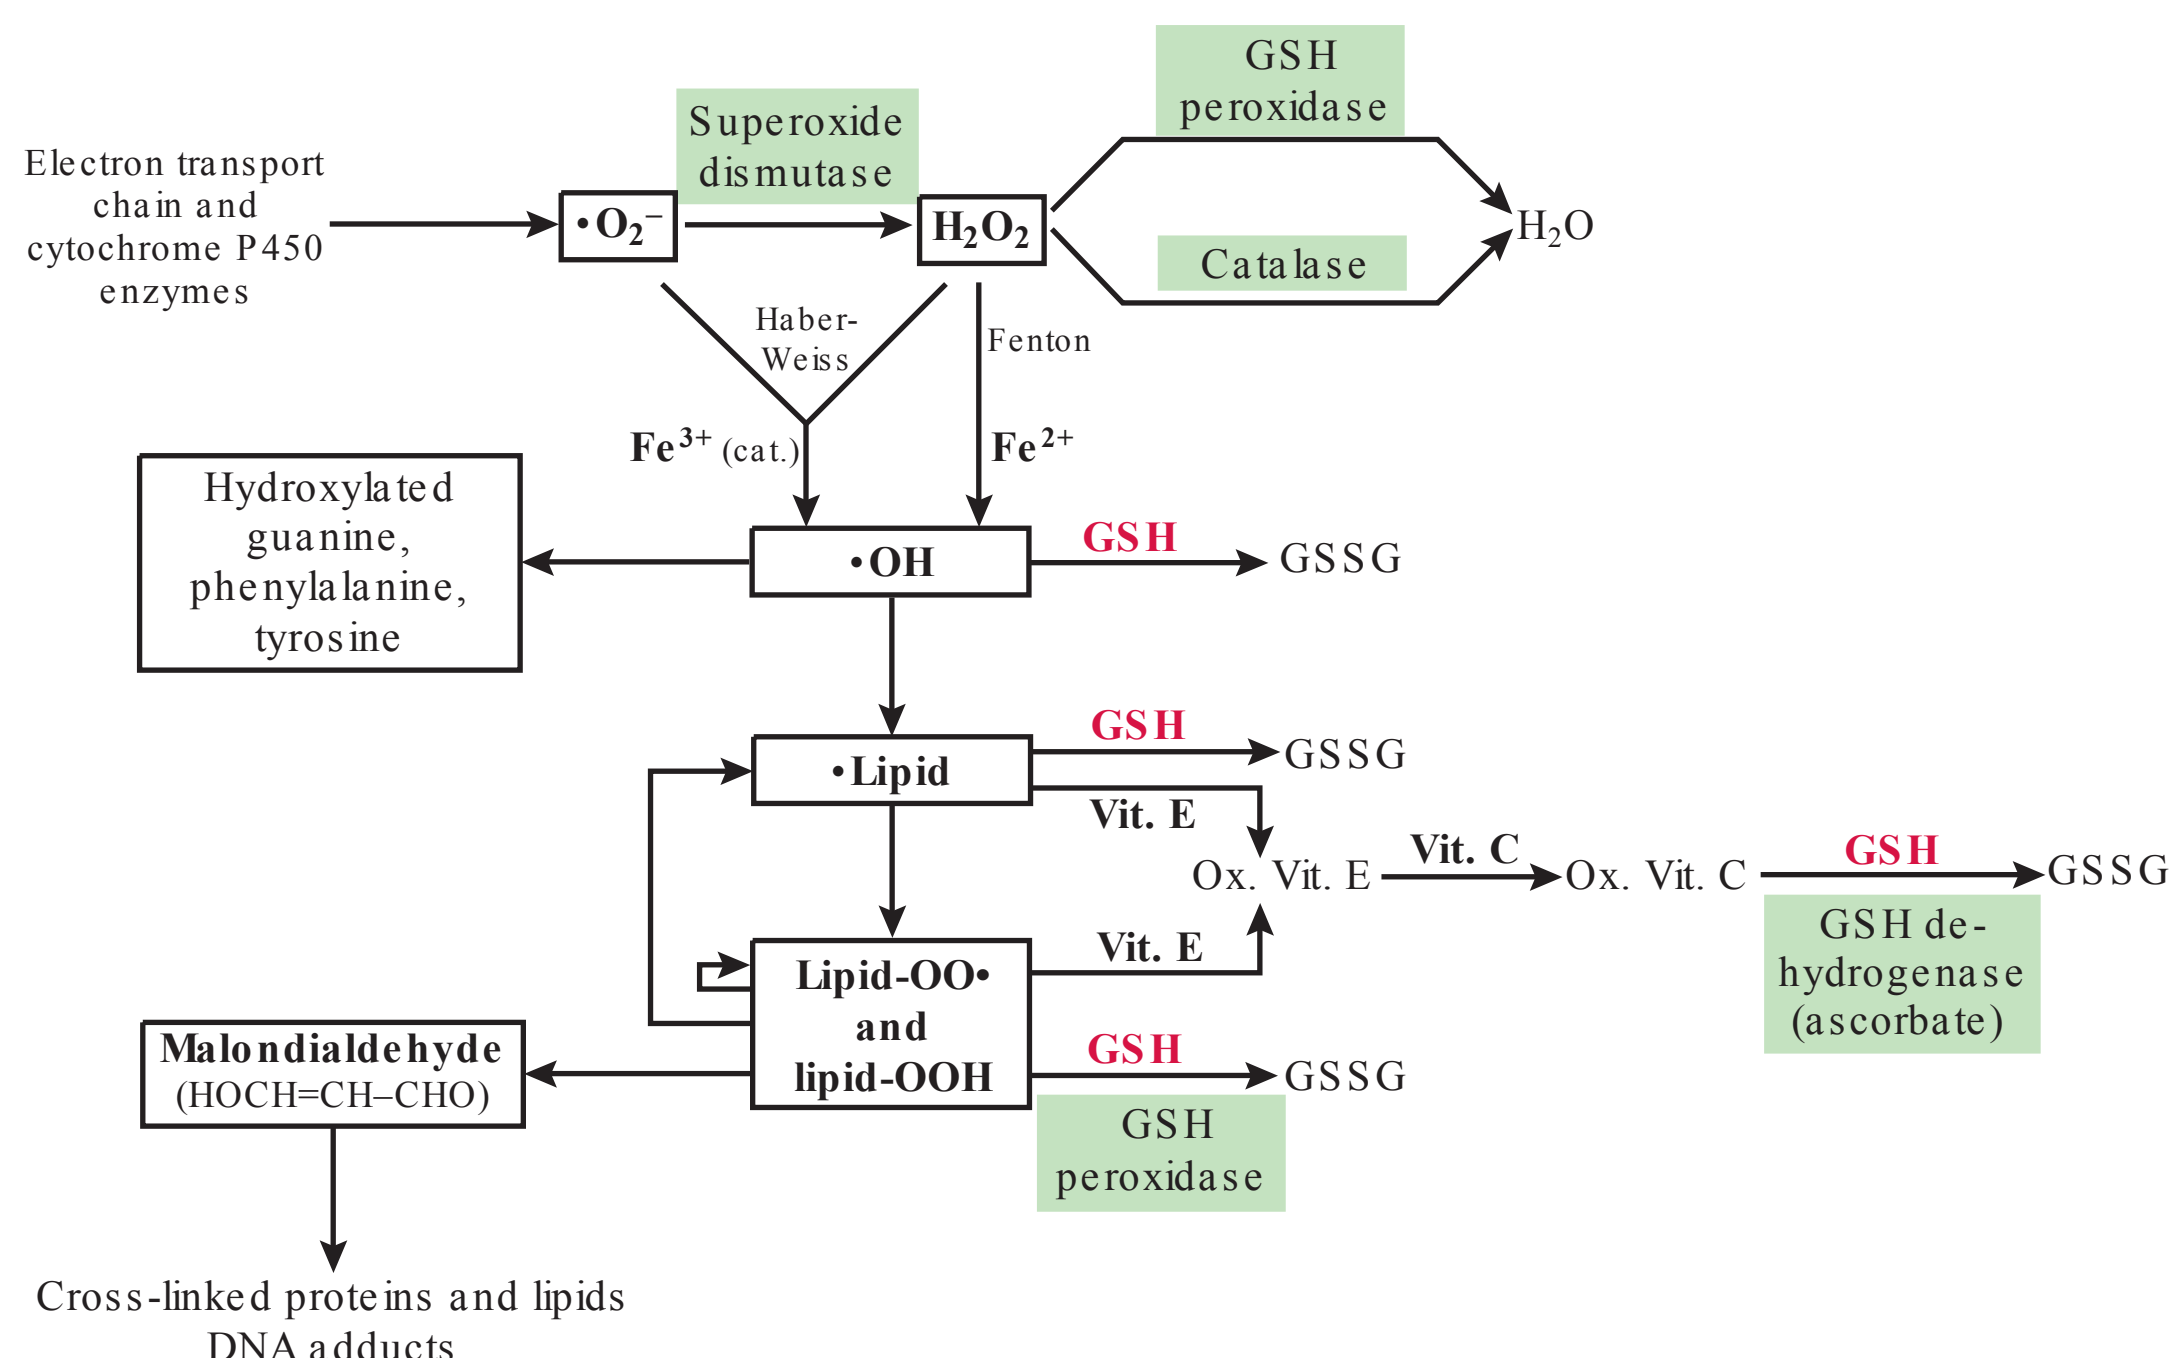 GSH
peroxidase
Superoxide
dismutase
Electron transport
chain and
cytochrome P450
enzymes
•O₂⁻
H₂O₂
H₂O
Catalase
Haber-
Weiss
Fenton
Fe³⁺ (cat.)
Fe²⁺
Hydroxylated
guanine,
phenylalanine,
tyrosine
•OH
GSH
GSSG
•Lipid
GSH
GSSG
Vit. E
Ox. Vit. E
Vit. C
Ox. Vit. C
GSH
GSSG
GSH de-
hydrogenase
(ascorbate)
Vit. E
Lipid-OO•
and
lipid-OOH
GSH
GSSG
GSH
peroxidase
Malondialdehyde
(HOCH=CH–CHO)
Cross-linked proteins and lipids
DNA adducts